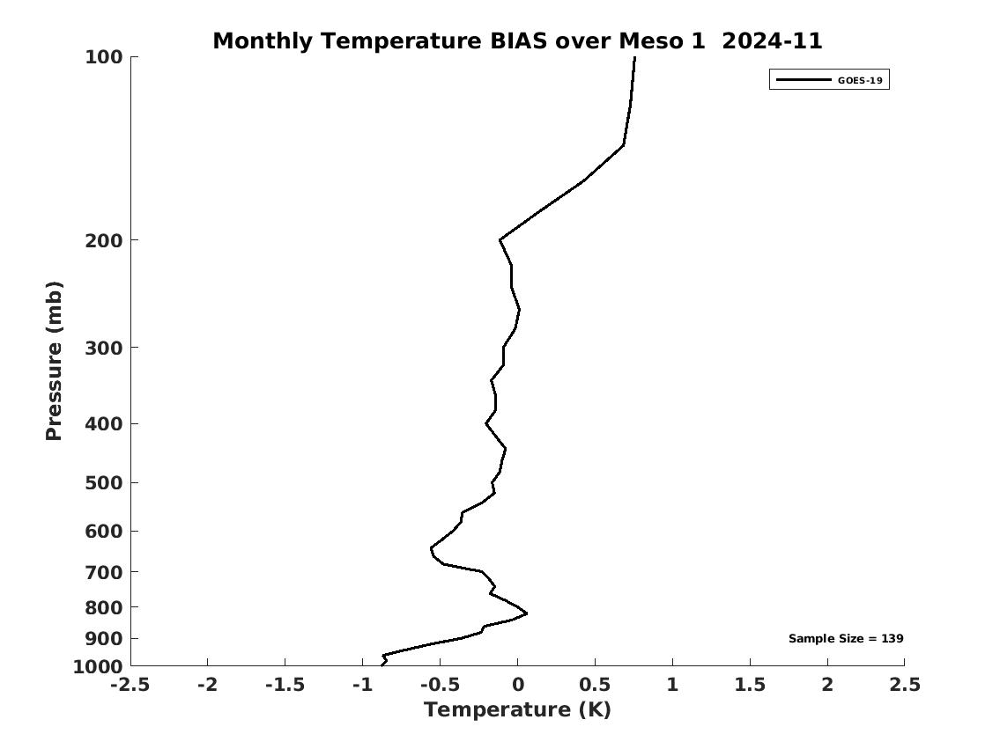 Monthly Temperature BIAS over Meso 1  2024-11
GOES-19
100
200
300
400
500
600
700
800
900
1000
Pressure (mb)
Sample Size = 139
-2.5 -2 -1.5 -1 -0.5 0 0.5 1 1.5 2 2.5
Temperature (K)